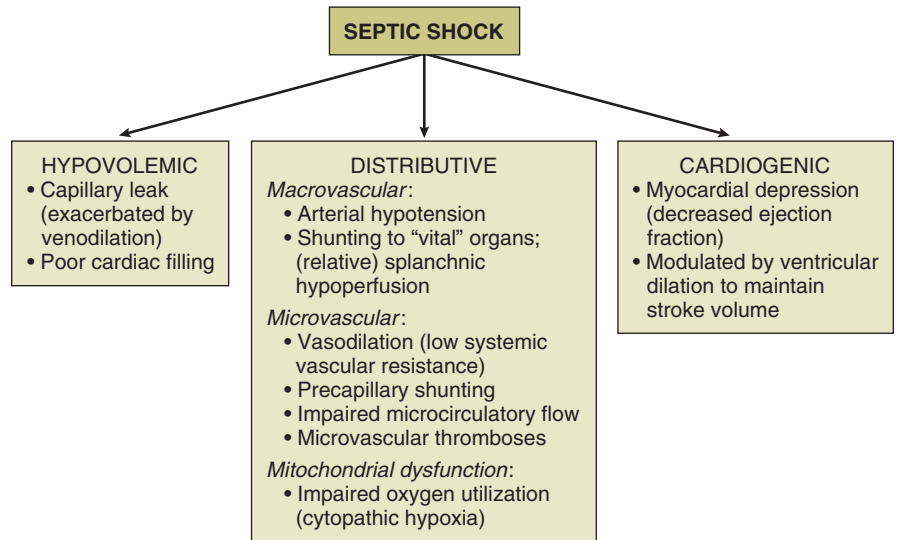 SEPTIC SHOCK
HYPOVOLEMIC
• Capillary leak
(exacerbated by
venodilation)
• Poor cardiac filling
DISTRIBUTIVE
Macrovascular:
• Arterial hypotension
• Shunting to “vital” organs;
(relative) splanchnic
hypoperfusion
Microvascular:
• Vasodilation (low systemic
vascular resistance)
• Precapillary shunting
• Impaired microcirculatory flow
• Microvascular thromboses
Mitochondrial dysfunction:
• Impaired oxygen utilization
(cytopathic hypoxia)
CARDIOGENIC
• Myocardial depression
(decreased ejection
fraction)
• Modulated by ventricular
dilation to maintain
stroke volume